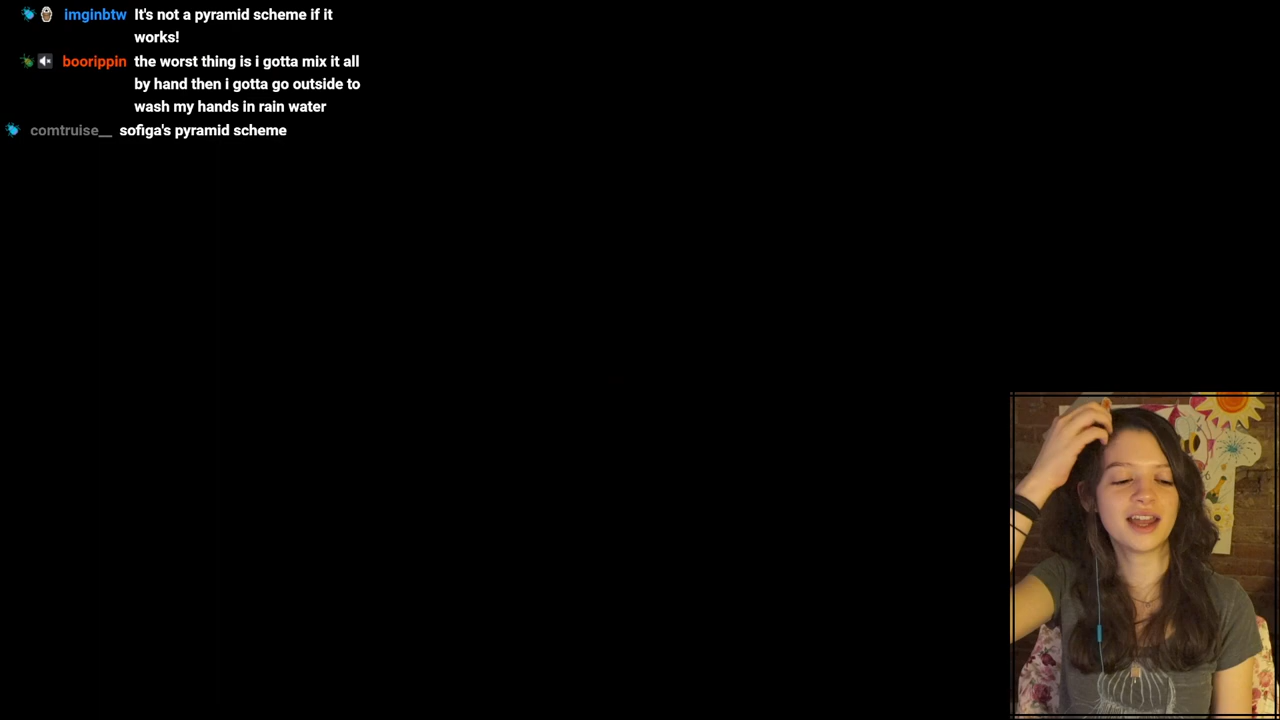 imginbtw It's not a pyramid scheme if it
works!
boorippin the worst thing is i gotta mix it all
by hand then i gotta go outside to
wash my hands in rain water
comtruise__ sofiga's pyramid scheme